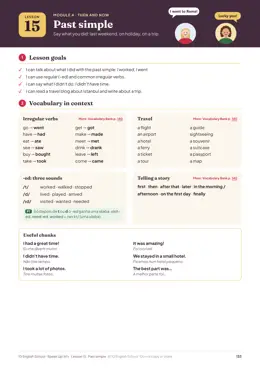 LESSON
15
MODULE 4 · THEN AND NOW
Past simple
Say what you did: last weekend, on holiday, on a trip.
I went to Rome!
Lucky you!
1 Lesson goals
✓ I can talk about what I did with the past simple: I worked, I went
✓ I can use regular (-ed) and common irregular verbs.
✓ I can say what I didn't do: I didn't have time.
✓ I can read a travel blog about Istanbul and write about a trip.
2 Vocabulary in context
Irregular verbs
go → went
have → had
eat → ate
see → saw
buy → bought
take → took
get → got
make → made
meet → met
drink → drank
leave → left
come → came
Travel
a flight
an airport
a hotel
a ferry
a ticket
a tour
a guide
sightseeing
a souvenir
a suitcase
a passport
a map
-ed: three sounds
/t/ worked · walked · stopped
/d/ lived · played · arrived
/ɪd/ visited · wanted · needed
Telling a story
first · then · after that · later · in the morning /
afternoon · on the first day · finally
Useful chunks
I had a great time!
I didn't have time.
I took a lot of photos.
It was amazing!
We stayed in a small hotel.
The best part was…